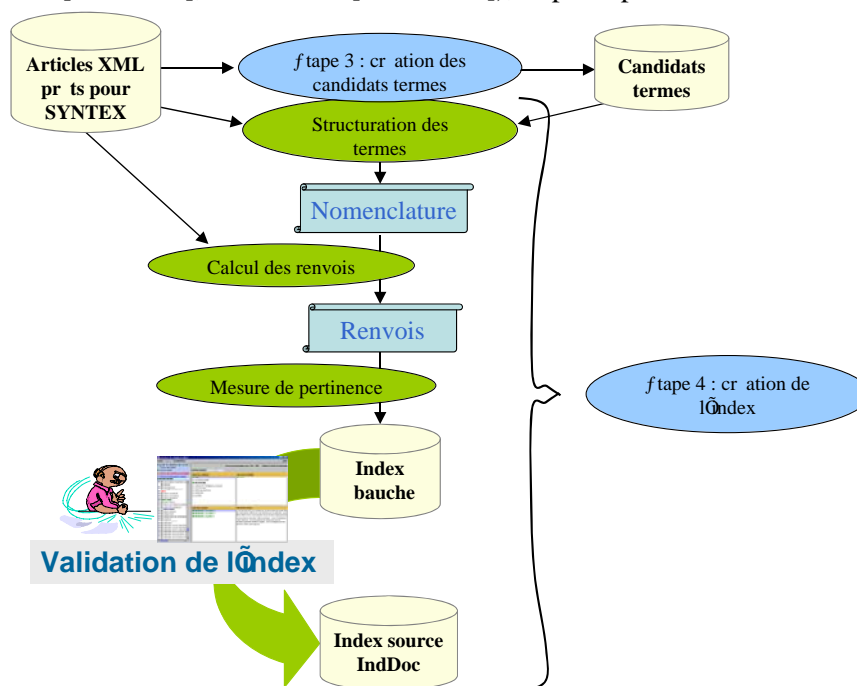 Articles XML
pr ts pour
SYNTEX
ƒtape 3 : cr ation des
candidats termes
Candidats
termes
Structuration des
termes
Nomenclature
Calcul des renvois
Renvois
Mesure de pertinence
ƒtape 4 : cr ation de
lÕindex
Index
bauche
Validation de lÕindex
Index source
IndDoc